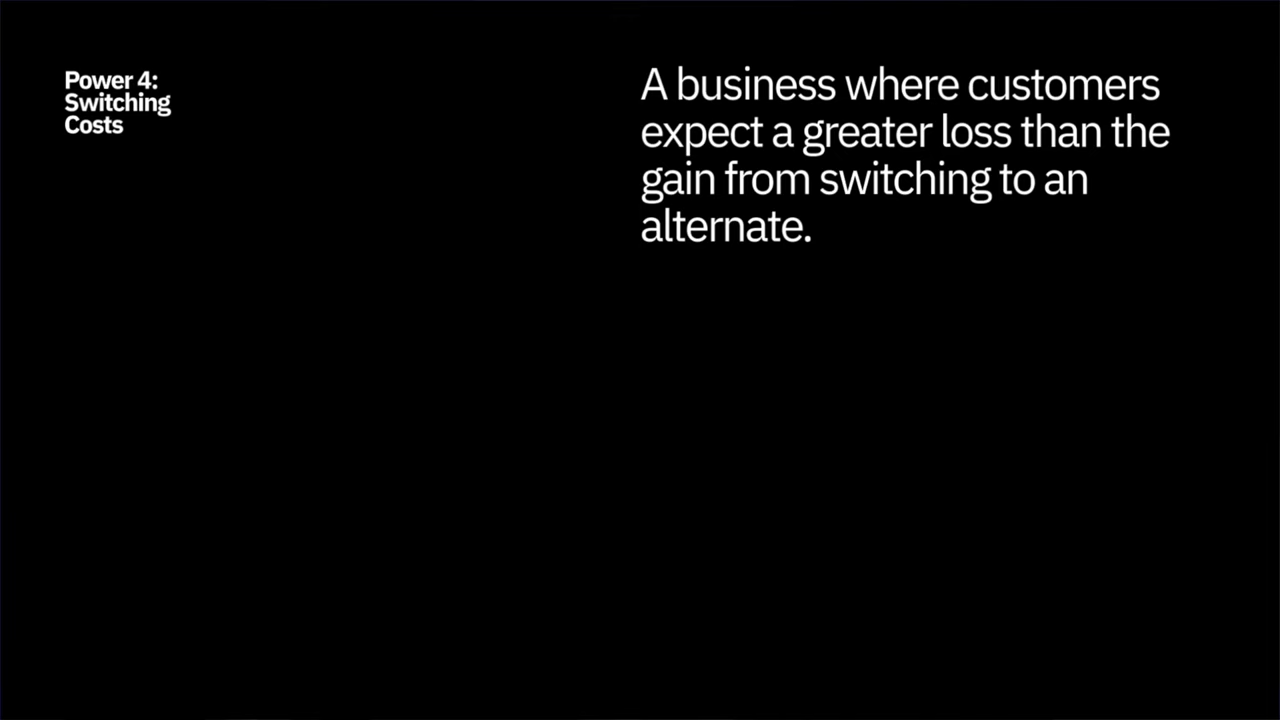 Power 4:
Switching
Costs
A business where customers
expect a greater loss than the
gain from switching to an
alternate.